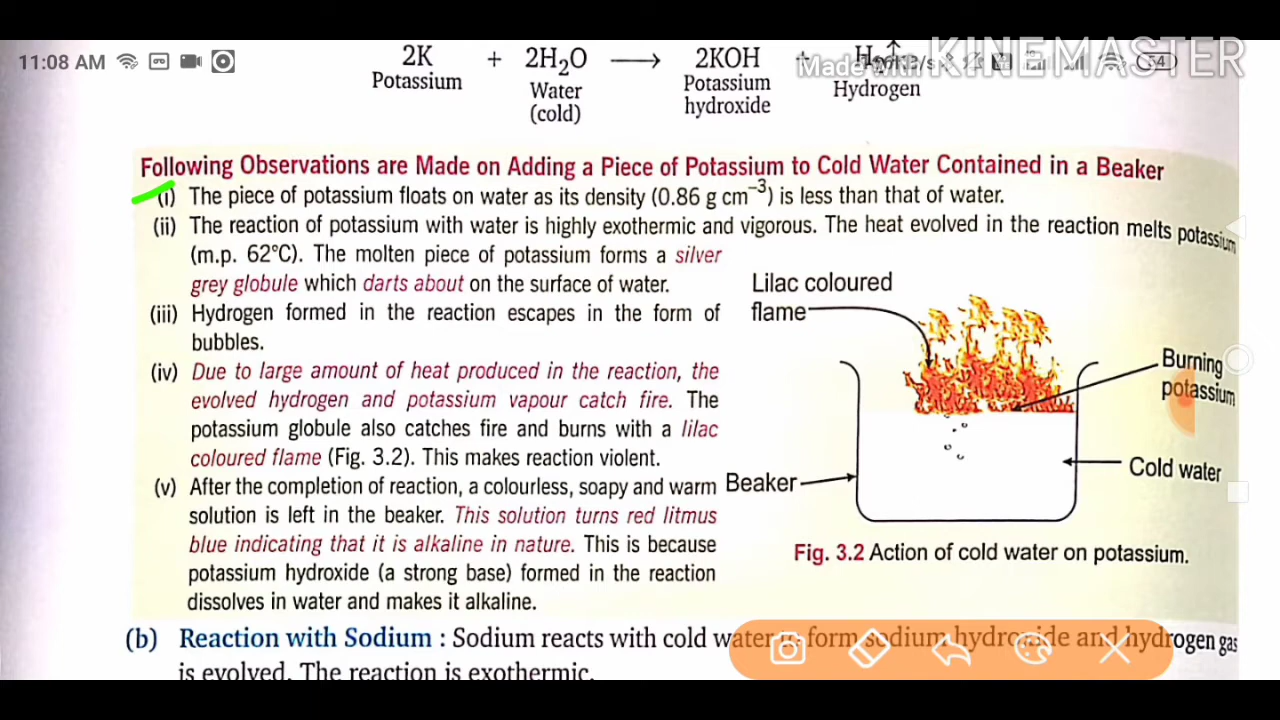 11:08 AM
Made with KINEMASTER
54
2K + 2H₂O ⟶ 2KOH + H₂↑
Potassium Water Potassium Hydrogen
(cold) hydroxide
Following Observations are Made on Adding a Piece of Potassium to Cold Water Contained in a Beaker
(i) The piece of potassium floats on water as its density (0.86 g cm⁻³) is less than that of water.
(ii) The reaction of potassium with water is highly exothermic and vigorous. The heat evolved in the reaction melts potassium
(m.p. 62°C). The molten piece of potassium forms a silver
grey globule which darts about on the surface of water.
(iii) Hydrogen formed in the reaction escapes in the form of
bubbles.
(iv) Due to large amount of heat produced in the reaction, the
evolved hydrogen and potassium vapour catch fire. The
potassium globule also catches fire and burns with a lilac
coloured flame (Fig. 3.2). This makes reaction violent.
(v) After the completion of reaction, a colourless, soapy and warm
solution is left in the beaker. This solution turns red litmus
blue indicating that it is alkaline in nature. This is because
potassium hydroxide (a strong base) formed in the reaction
dissolves in water and makes it alkaline.
Lilac coloured
flame
Burning
potassium
Beaker
Cold water
Fig. 3.2 Action of cold water on potassium.
(b) Reaction with Sodium : Sodium reacts with cold water to form sodium hydroxide and hydrogen gas
is evolved. The reaction is exothermic.